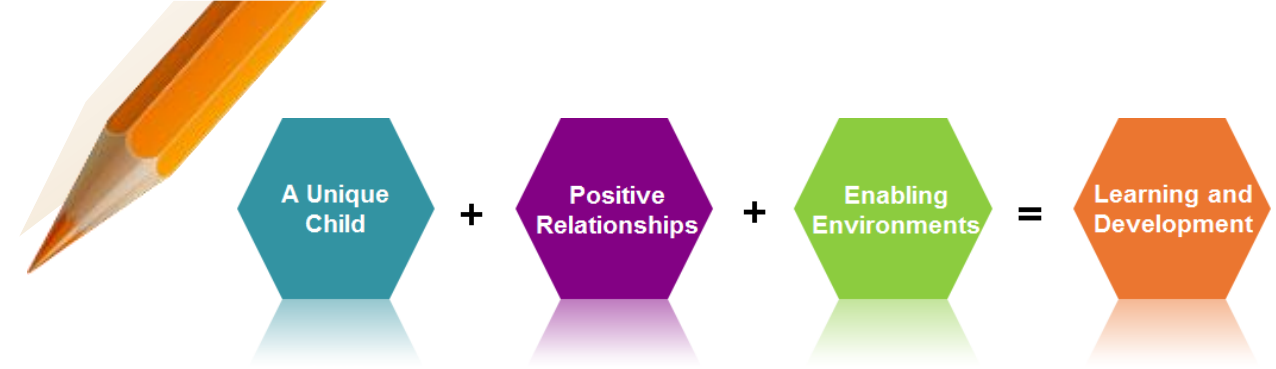 A Unique
Child
+
Positive
Relationships
+
Enabling
Environments
=
Learning and
Development